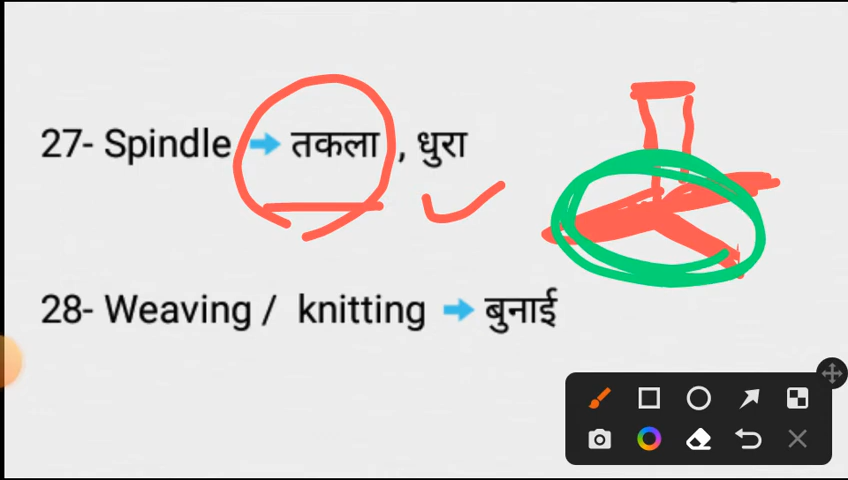 27- Spindle ➡ तकला , धुरा
28- Weaving / knitting ➡ बुनाई